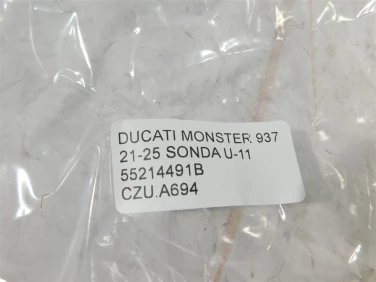 DUCATI MONSTER 937
21-25 SONDA U-11
55214491B
CZU.A694